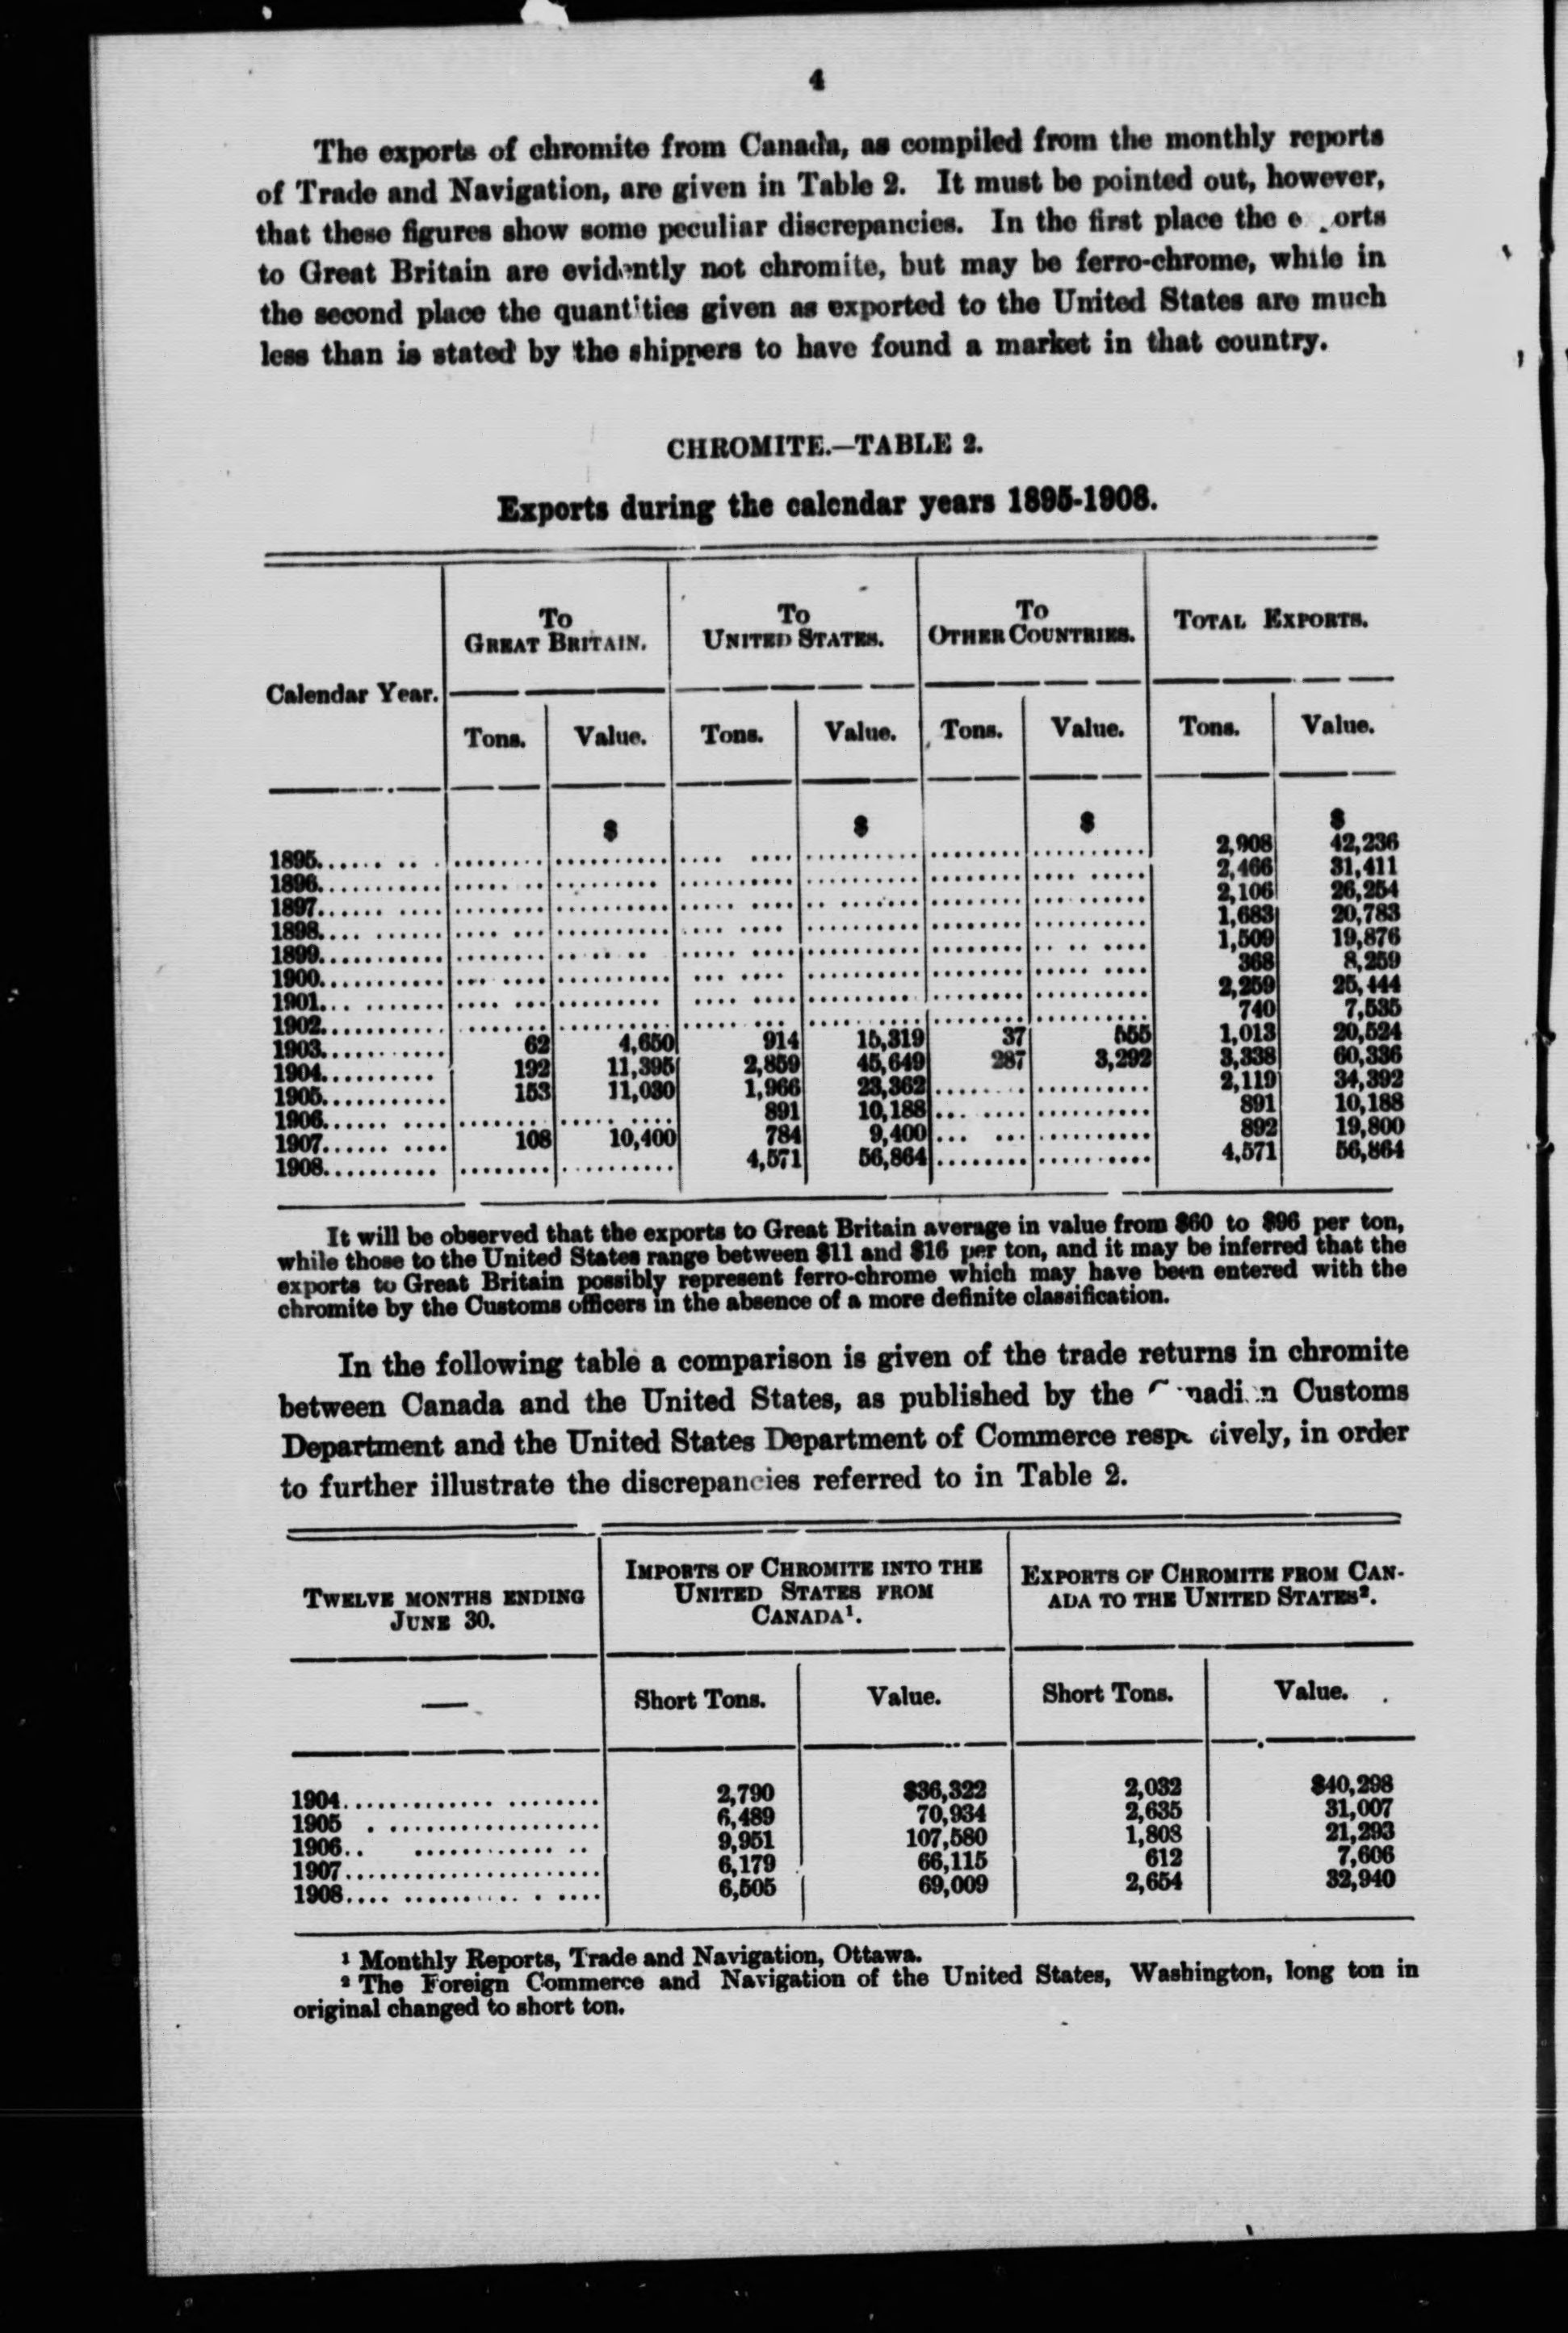 4
The exports of chromite from Canada, as compiled from the monthly reports
of Trade and Navigation, are given in Table 2. It must be pointed out, however,
that these figures show some peculiar discrepancies. In the first place the e orts
to Great Britain are evidently not chromite, but may be ferro-chrome, while in
the second place the quantities given as exported to the United States are much
less than is stated by the shippers to have found a market in that country.
CHROMITE.—TABLE 2.
Exports during the calendar years 1895-1908.
Calendar Year. To GREAT BRITAIN. To UNITED STATES. To OTHER COUNTRIES. TOTAL EXPORTS.
Tons. Value. Tons. Value. Tons. Value. Tons. Value.
$ $ $ $
1895 2,908 42,236
1896 2,466 31,411
1897 2,106 26,254
1898 1,683 20,783
1899 1,509 19,876
1900 368 8,259
1901 2,259 25,444
1902 740 7,535
1903 62 4,650 914 15,319 37 555 1,013 20,524
1904 192 11,395 2,859 45,649 287 3,292 3,338 60,336
1905 153 11,030 1,966 23,362 2,119 34,392
1906 891 10,188 891 10,188
1907 108 10,400 784 9,400 892 19,800
1908 4,571 56,864 4,571 56,864
It will be observed that the exports to Great Britain average in value from $60 to $96 per ton,
while those to the United States range between $11 and $16 per ton, and it may be inferred that the
exports to Great Britain possibly represent ferro-chrome which may have been entered with the
chromite by the Customs officers in the absence of a more definite classification.
In the following table a comparison is given of the trade returns in chromite
between Canada and the United States, as published by the Canadian Customs
Department and the United States Department of Commerce respectively, in order
to further illustrate the discrepancies referred to in Table 2.
TWELVE MONTHS ENDING JUNE 30. IMPORTS OF CHROMITE INTO THE UNITED STATES FROM CANADA¹. EXPORTS OF CHROMITE FROM CANADA TO THE UNITED STATES².
— Short Tons. Value. Short Tons. Value.
1904 2,790 $36,322 2,032 $40,298
1905 6,489 70,934 2,635 31,007
1906 9,951 107,580 1,808 21,293
1907 6,179 66,115 612 7,606
1908 6,505 69,009 2,654 32,940
¹ Monthly Reports, Trade and Navigation, Ottawa.
² The Foreign Commerce and Navigation of the United States, Washington, long ton in
original changed to short ton.